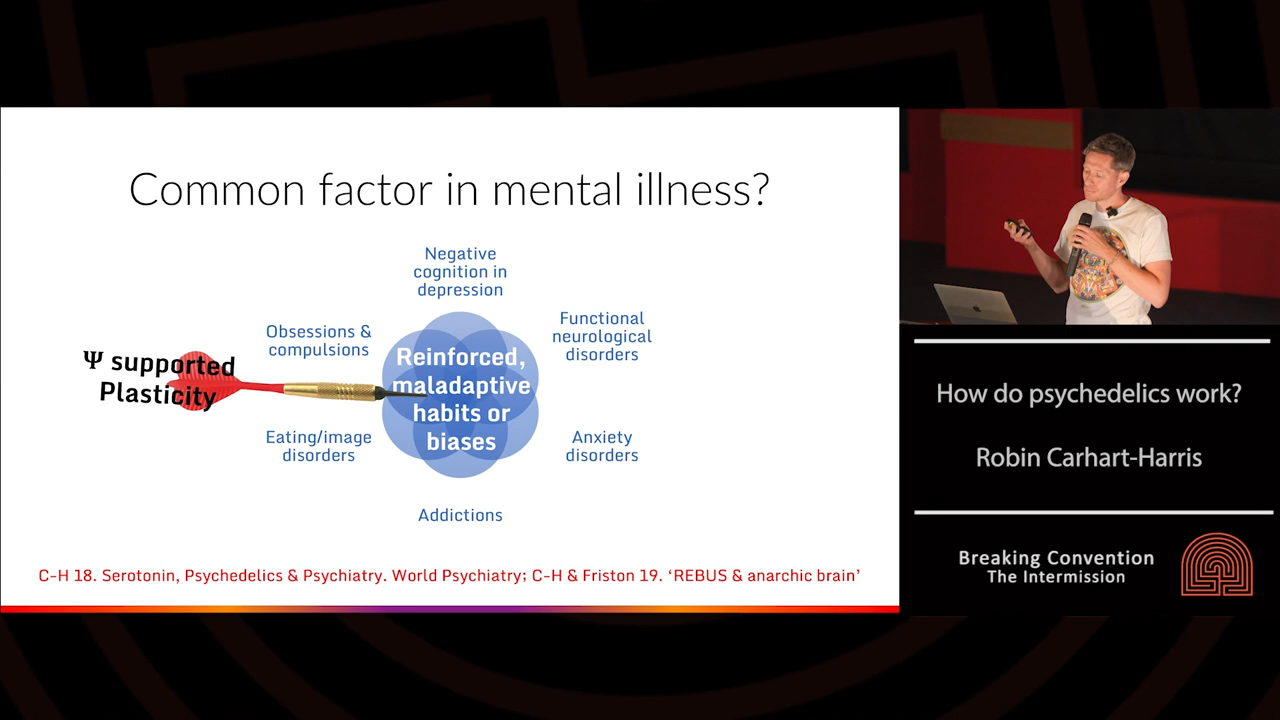 Common factor in mental illness?
Negative
cognition in
depression
Obsessions &
compulsions
Functional
neurological
disorders
Ψ supported
Plasticity
Reinforced,
maladaptive
habits or
biases
Eating/image
disorders
Anxiety
disorders
Addictions
C-H 18. Serotonin, Psychedelics & Psychiatry. World Psychiatry; C-H & Friston 19. ‘REBUS & anarchic brain’
How do psychedelics work?
Robin Carhart-Harris
Breaking Convention
The Intermission